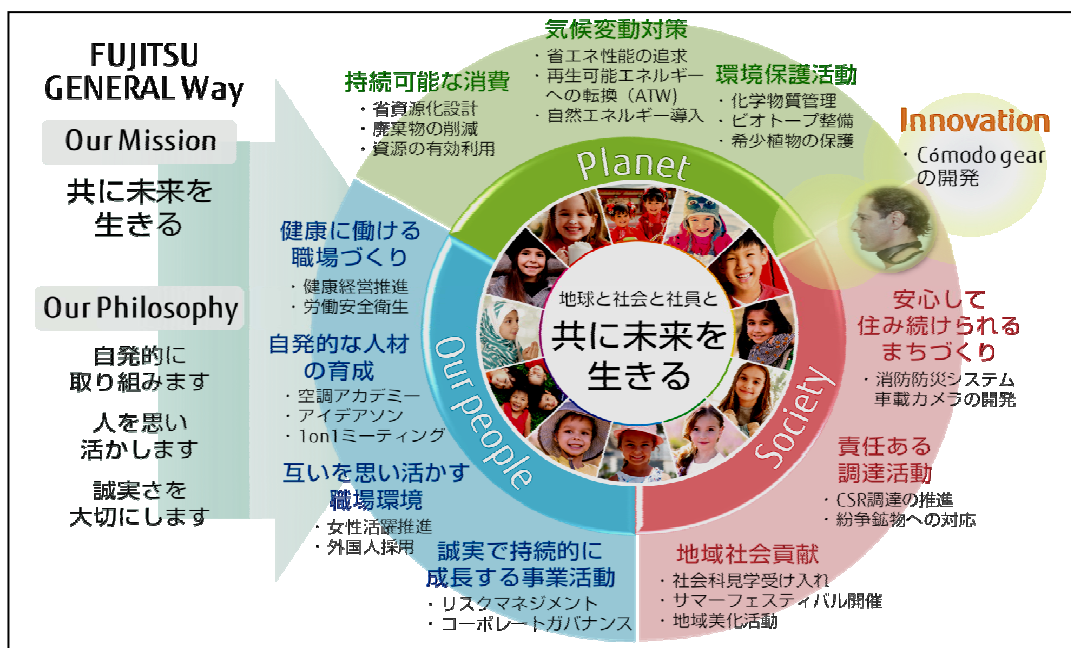 FUJITSU
GENERAL Way
Our Mission
共に未来を
生きる
Our Philosophy
自発的に
取り組みます
人を思い
活かします
誠実さを
大切にします
気候変動対策
・省エネ性能の追求
・再生可能エネルギー
への転換（ATW）
・自然エネルギー導入
持続可能な消費
・省資源化設計
・廃棄物の削減
・資源の有効利用
環境保護活動
・化学物質管理
・ビオトープ整備
・希少植物の保護
Innovation
・Cómodo gear
の開発
Planet
健康に働ける
職場づくり
・健康経営推進
・労働安全衛生
自発的な人材
の育成
・空調アカデミー
・アイデアソン
・1on1ミーティング
互いを思い活かす
職場環境
・女性活躍推進
・外国人採用
誠実で持続的に
成長する事業活動
・リスクマネジメント
・コーポレートガバナンス
Our people
地球と社会と社員と
共に未来を
生きる
Society
安心して
住み続けられる
まちづくり
・消防防災システム
車載カメラの開発
責任ある
調達活動
・CSR調達の推進
・紛争鉱物への対応
地域社会貢献
・社会科見学受け入れ
・サマーフェスティバル開催
・地域美化活動